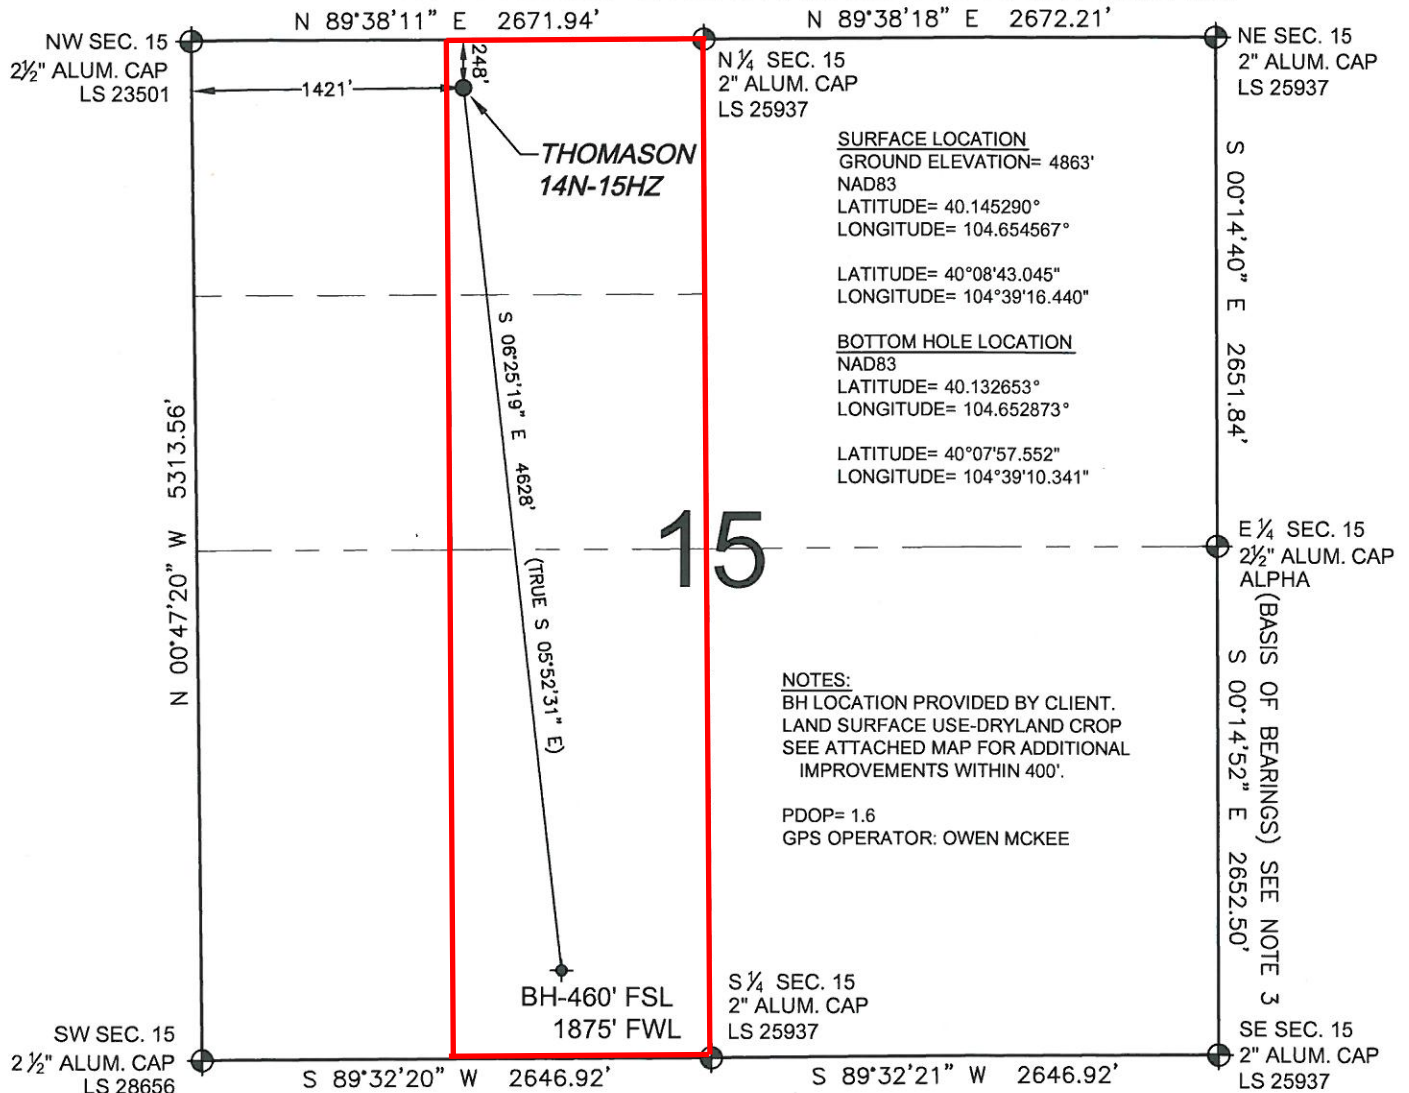 N 89°38'11" E 2671.94'
N 89°38'18" E 2672.21'
NW SEC. 15
2½" ALUM. CAP
LS 23501
N ¼ SEC. 15
2" ALUM. CAP
LS 25937
NE SEC. 15
2" ALUM. CAP
LS 25937
248'
1421'
THOMASON
14N-15HZ
SURFACE LOCATION
GROUND ELEVATION= 4863'
NAD83
LATITUDE= 40.145290°
LONGITUDE= 104.654567°
LATITUDE= 40°08'43.045"
LONGITUDE= 104°39'16.440"
BOTTOM HOLE LOCATION
NAD83
LATITUDE= 40.132653°
LONGITUDE= 104.652873°
LATITUDE= 40°07'57.552"
LONGITUDE= 104°39'10.341"
S 00°14'40" E 2651.84'
N 00°47'20" W 5313.56'
S 06°25'19" E 4628'
(TRUE S 05°52'31" E)
15
E ¼ SEC. 15
2½" ALUM. CAP
ALPHA
S 00°14'52" E 2652.50'
(BASIS OF BEARINGS) SEE NOTE 3
NOTES:
BH LOCATION PROVIDED BY CLIENT.
LAND SURFACE USE-DRYLAND CROP
SEE ATTACHED MAP FOR ADDITIONAL
IMPROVEMENTS WITHIN 400'.
PDOP= 1.6
GPS OPERATOR: OWEN MCKEE
BH-460' FSL
1875' FWL
SW SEC. 15
2 ½" ALUM. CAP
LS 28656
S ¼ SEC. 15
2" ALUM. CAP
LS 25937
SE SEC. 15
2" ALUM. CAP
LS 25937
S 89°32'20" W 2646.92'
S 89°32'21" W 2646.92'